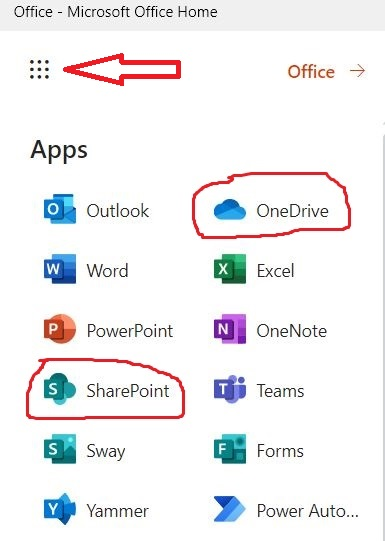 Office - Microsoft Office Home
Office →
Apps
Outlook
OneDrive
Word
Excel
PowerPoint
OneNote
SharePoint
Teams
Sway
Forms
Yammer
Power Auto...